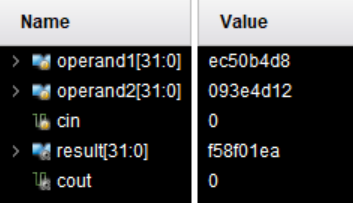 Name Value
operand1[31:0] ec50b4d8
operand2[31:0] 093e4d12
cin 0
result[31:0] f58f01ea
cout 0